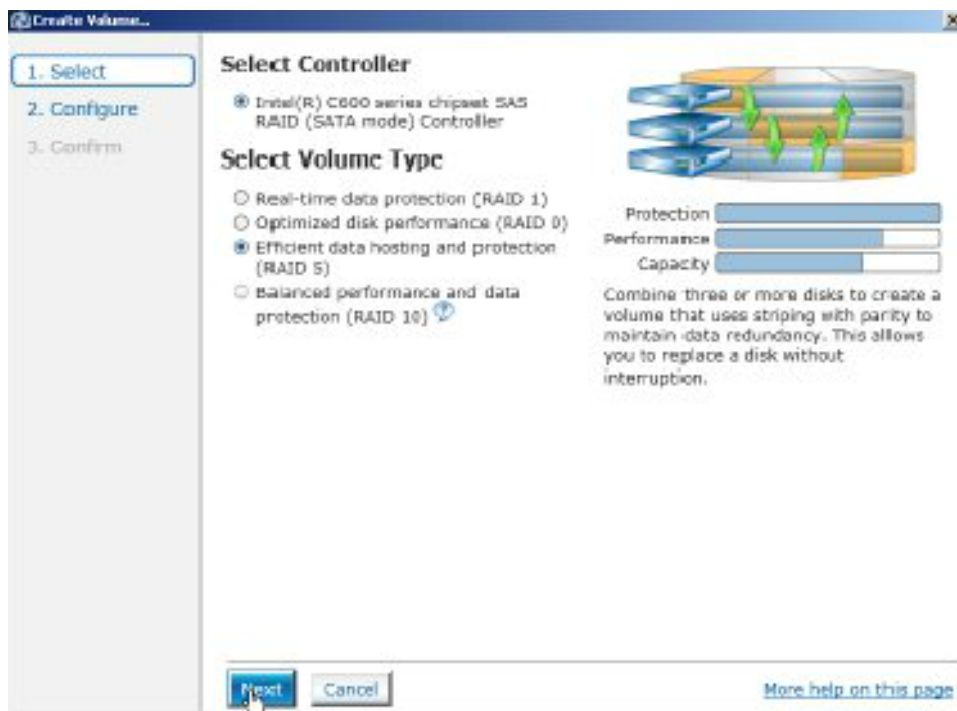 Create Volume...
1. Select
2. Configure
3. Confirm
Select Controller
Intel(R) C600 series chipset SAS
RAID (SATA mode) Controller
Select Volume Type
Real-time data protection (RAID 1)
Optimized disk performance (RAID 0)
Efficient data hosting and protection
(RAID 5)
Balanced performance and data
protection (RAID 10) ?
Protection
Performance
Capacity
Combine three or more disks to create a
volume that uses striping with parity to
maintain data redundancy. This allows
you to replace a disk without
interruption.
Next
Cancel
More help on this page